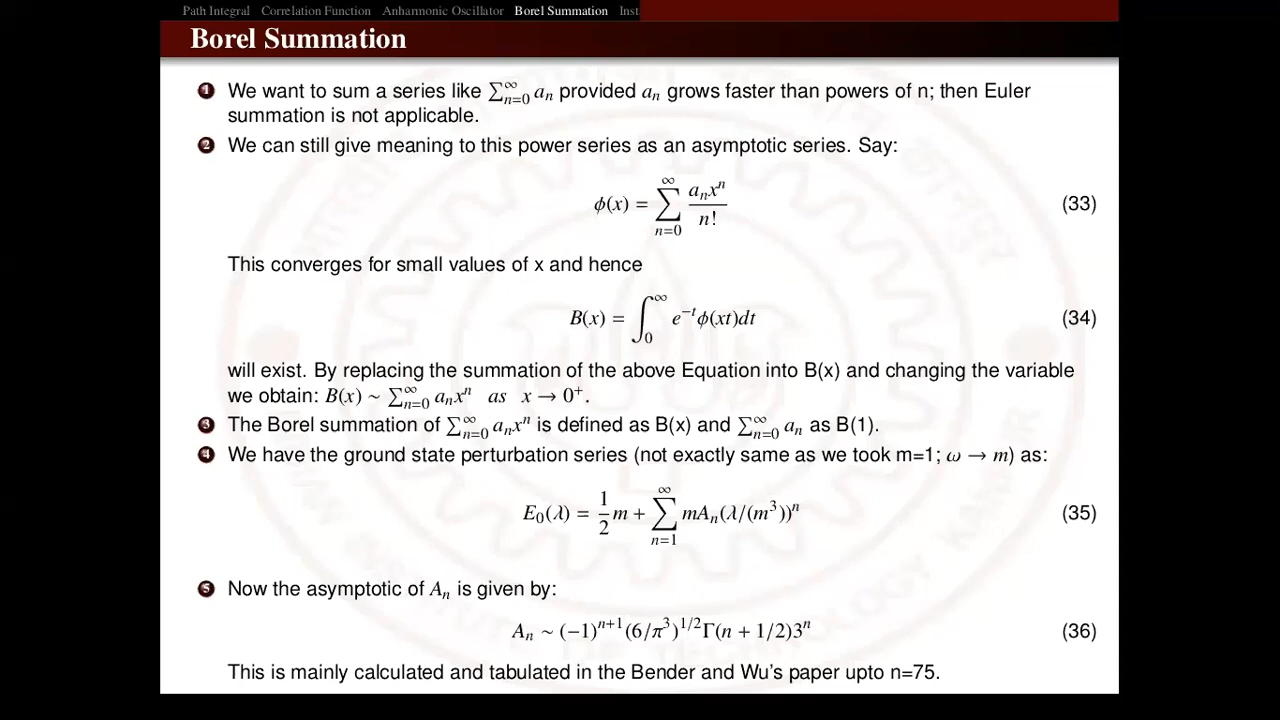 Path Integral Correlation Function Anharmonic Oscillator Borel Summation Inst
Borel Summation
1 We want to sum a series like ∑_{n=0}^{∞} a_n provided a_n grows faster than powers of n; then Euler
summation is not applicable.
2 We can still give meaning to this power series as an asymptotic series. Say:
ϕ(x) = ∑_{n=0}^{∞} a_n x^n / n! (33)
This converges for small values of x and hence
B(x) = ∫_0^∞ e^{−t} ϕ(xt)dt (34)
will exist. By replacing the summation of the above Equation into B(x) and changing the variable
we obtain: B(x) ~ ∑_{n=0}^{∞} a_n x^n as x → 0^+.
3 The Borel summation of ∑_{n=0}^{∞} a_n x^n is defined as B(x) and ∑_{n=0}^{∞} a_n as B(1).
4 We have the ground state perturbation series (not exactly same as we took m=1; ω → m) as:
E_0(λ) = 1/2 m + ∑_{n=1}^{∞} mA_n(λ/(m^3))^n (35)
5 Now the asymptotic of A_n is given by:
A_n ~ (−1)^{n+1}(6/π^3)^{1/2}Γ(n + 1/2)3^n (36)
This is mainly calculated and tabulated in the Bender and Wu's paper upto n=75.